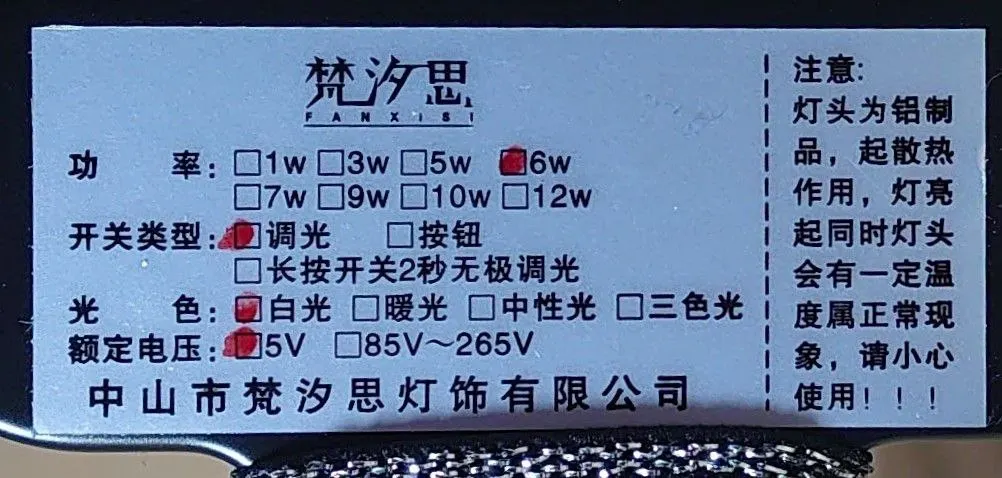 梵汐思
FANXISI
功 率：□1w □3w □5w □6w
□7w □9w □10w □12w
开关类型：□调光 □按钮
□长按开关2秒无极调光
光 色：□白光 □暖光 □中性光 □三色光
额定电压：□5V □85V～265V
中山市梵汐思灯饰有限公司
注意：
灯头为铝制
品，起散热
作用，灯亮
起同时灯头
会有一定温
度属正常现
象，请小心
使用！！！